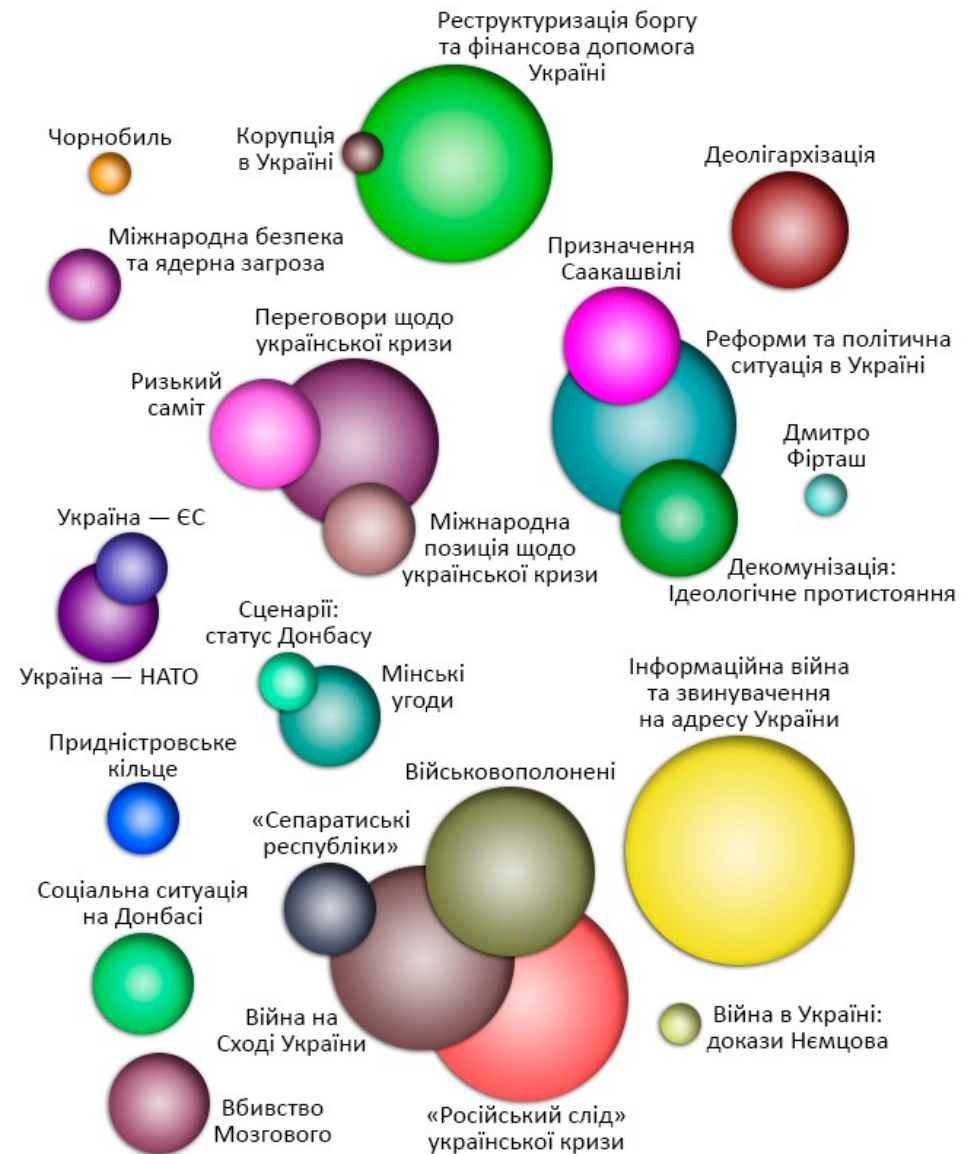 Реструктуризація боргу
та фінансова допомога
Україні
Чорнобиль
Корупція
в Україні
Деолігархізація
Міжнародна безпека
та ядерна загроза
Призначення
Саакашвілі
Переговори щодо
української кризи
Реформи та політична
ситуація в Україні
Ризький
саміт
Дмитро
Фірташ
Україна — ЄС
Міжнародна
позиція щодо
української кризи
Декомунізація:
Ідеологічне протистояння
Сценарії:
статус Донбасу
Україна — НАТО
Мінські
угоди
Інформаційна війна
та звинувачення
на адресу України
Придністровське
кільце
Військовополонені
«Сепаратиські
республіки»
Соціальна ситуація
на Донбасі
Війна на
Сході України
Війна в Україні:
докази Нємцова
Вбивство
Мозгового
«Російський слід»
української кризи